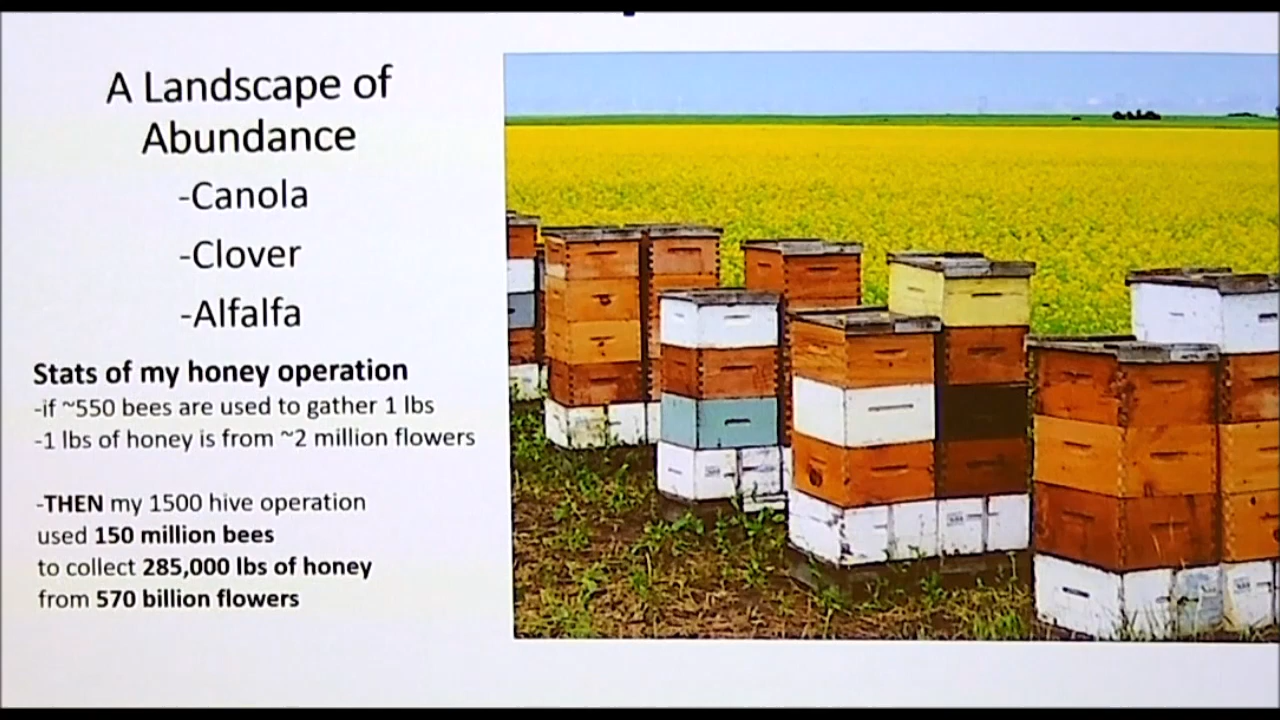 A Landscape of
Abundance
-Canola
-Clover
-Alfalfa
Stats of my honey operation
-if ~550 bees are used to gather 1 lbs
-1 lbs of honey is from ~2 million flowers
-THEN my 1500 hive operation
used 150 million bees
to collect 285,000 lbs of honey
from 570 billion flowers